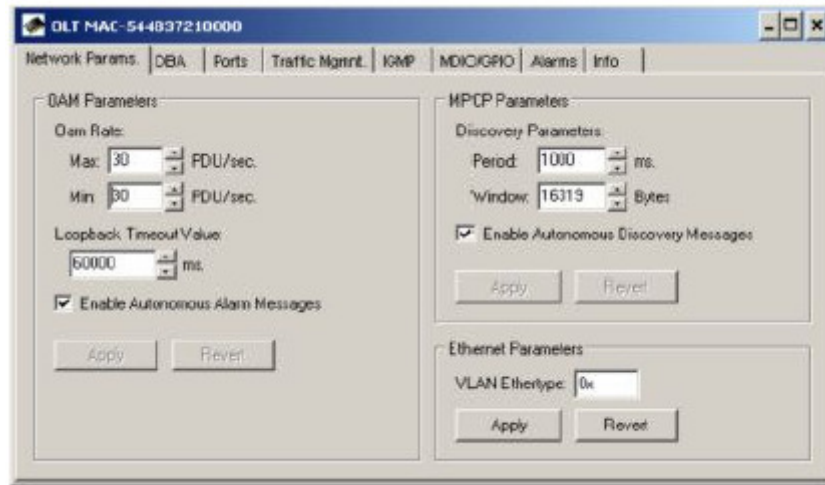 OLT MAC-544837210000
Network Params. DBA Ports Traffic Mgmnt. IGMP MDIO/GPIO Alarms Info
OAM Parameters
Oam Rate:
Max: 30 PDU/sec.
Min: 30 PDU/sec.
Loopback Timeout Value:
60000 ms.
Enable Autonomous Alarm Messages
Apply Revert
MPCP Parameters
Discovery Parameters:
Period: 1000 ms.
Window: 16319 Bytes
Enable Autonomous Discovery Messages
Apply Revert
Ethernet Parameters
VLAN Ethertype: 0x
Apply Revert